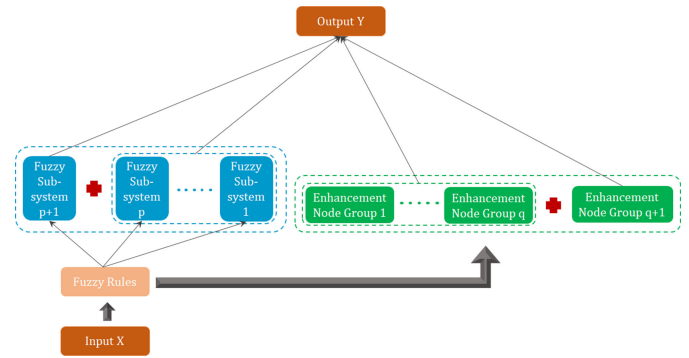 Output Y
Fuzzy
Sub-
system
p+1
Fuzzy
Sub-
system
p
Fuzzy
Sub-
system
1
Enhancement
Node Group 1
Enhancement
Node Group q
Enhancement
Node Group q+1
Fuzzy Rules
Input X